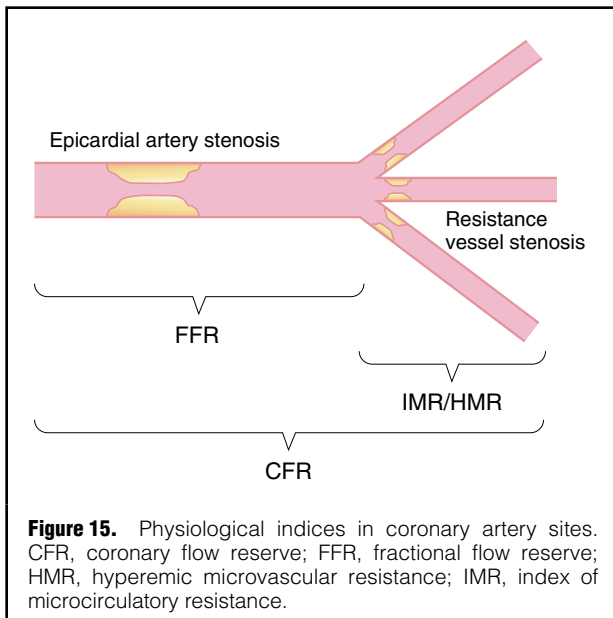 Epicardial artery stenosis
Resistance
vessel stenosis
FFR
IMR/HMR
CFR
Figure 15. Physiological indices in coronary artery sites.
CFR, coronary flow reserve; FFR, fractional flow reserve;
HMR, hyperemic microvascular resistance; IMR, index of
microcirculatory resistance.